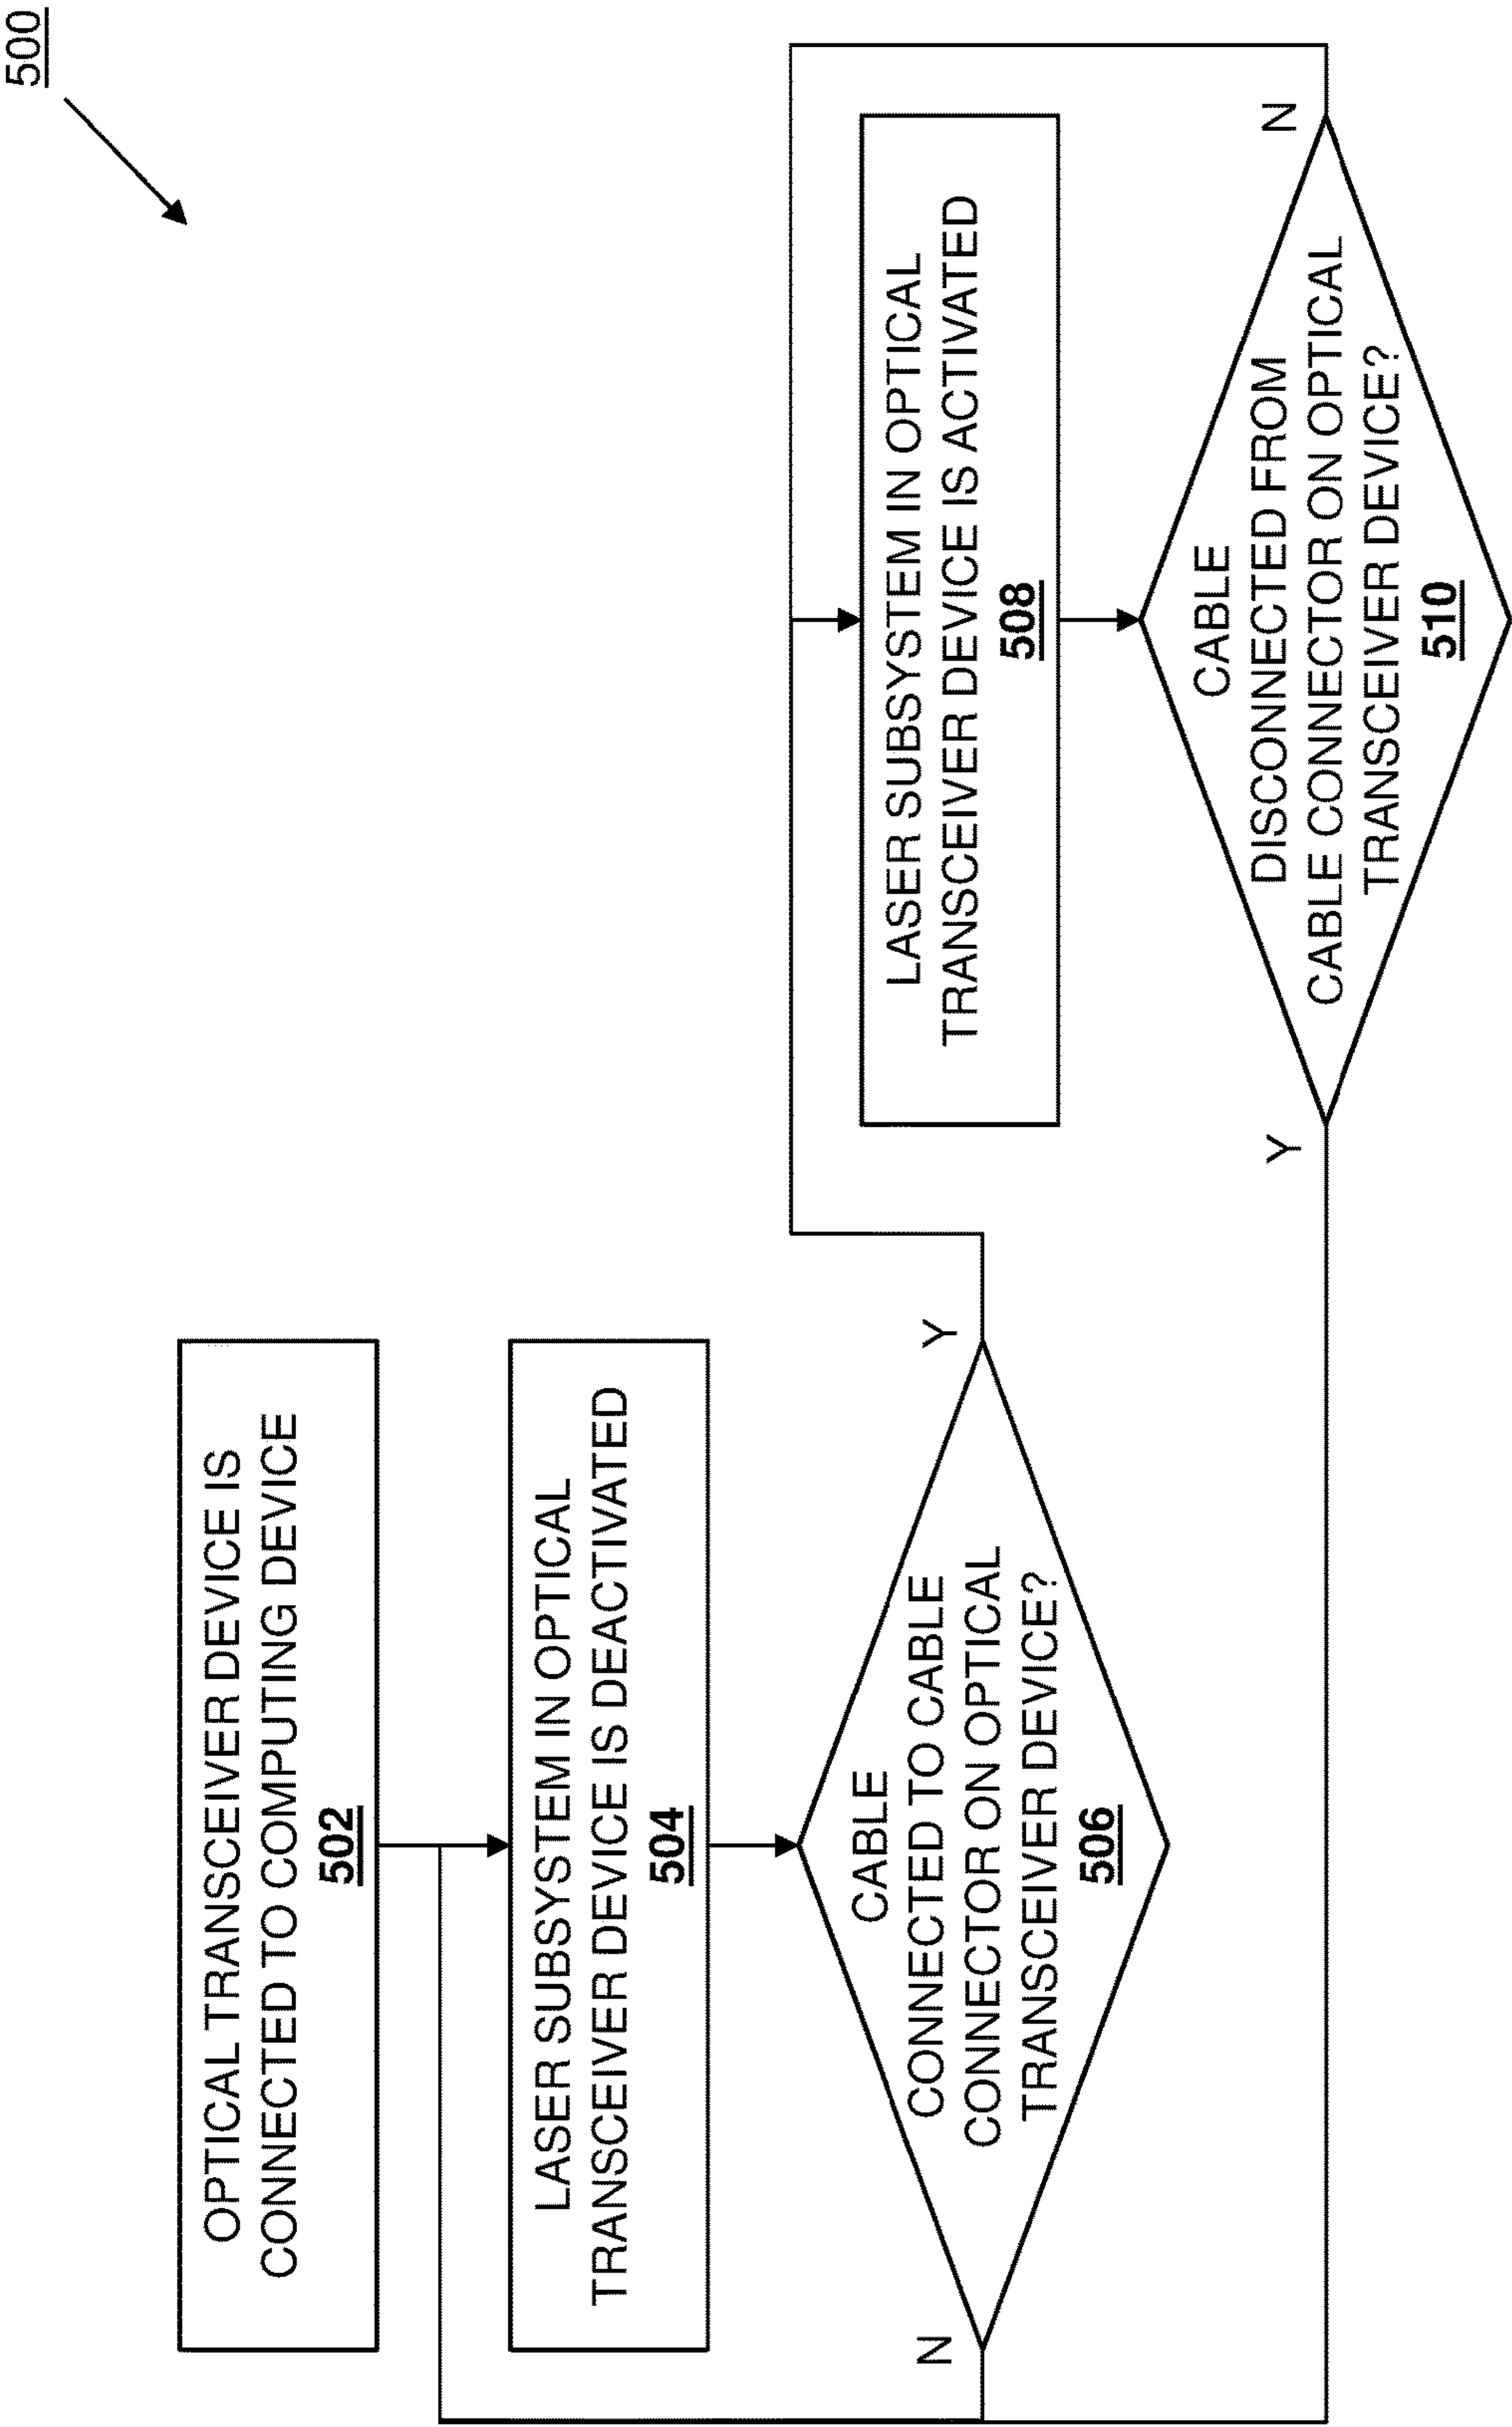 500
OPTICAL TRANSCEIVER DEVICE IS
CONNECTED TO COMPUTING DEVICE
502
LASER SUBSYSTEM IN OPTICAL
TRANSCEIVER DEVICE IS DEACTIVATED
504
CABLE
CONNECTED TO CABLE
CONNECTOR ON OPTICAL
TRANSCEIVER DEVICE?
506
N
Y
LASER SUBSYSTEM IN OPTICAL
TRANSCEIVER DEVICE IS ACTIVATED
508
CABLE
DISCONNECTED FROM
CABLE CONNECTOR ON OPTICAL
TRANSCEIVER DEVICE?
510
Y
N